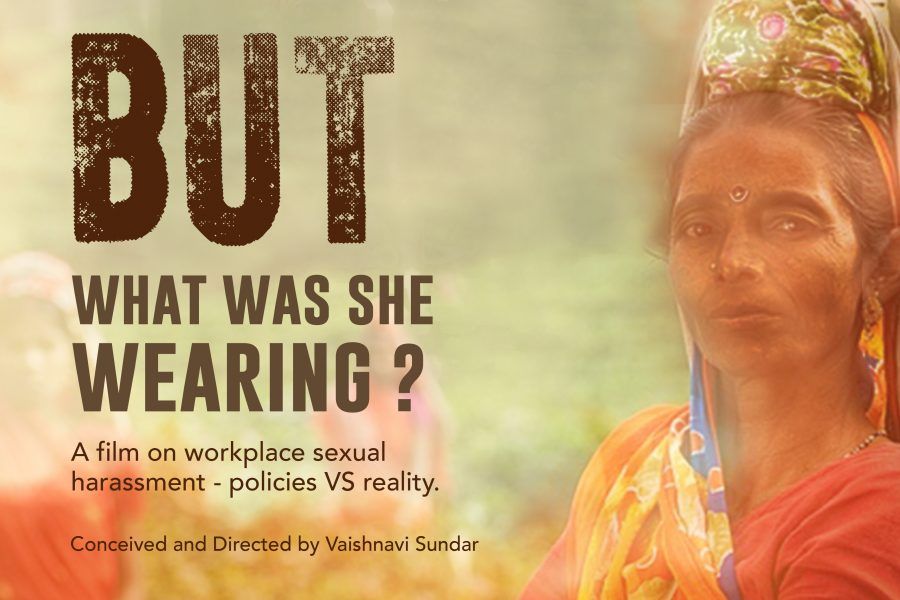 BUT
WHAT WAS SHE
WEARING ?
A film on workplace sexual
harassment - policies VS reality.
Conceived and Directed by Vaishnavi Sundar